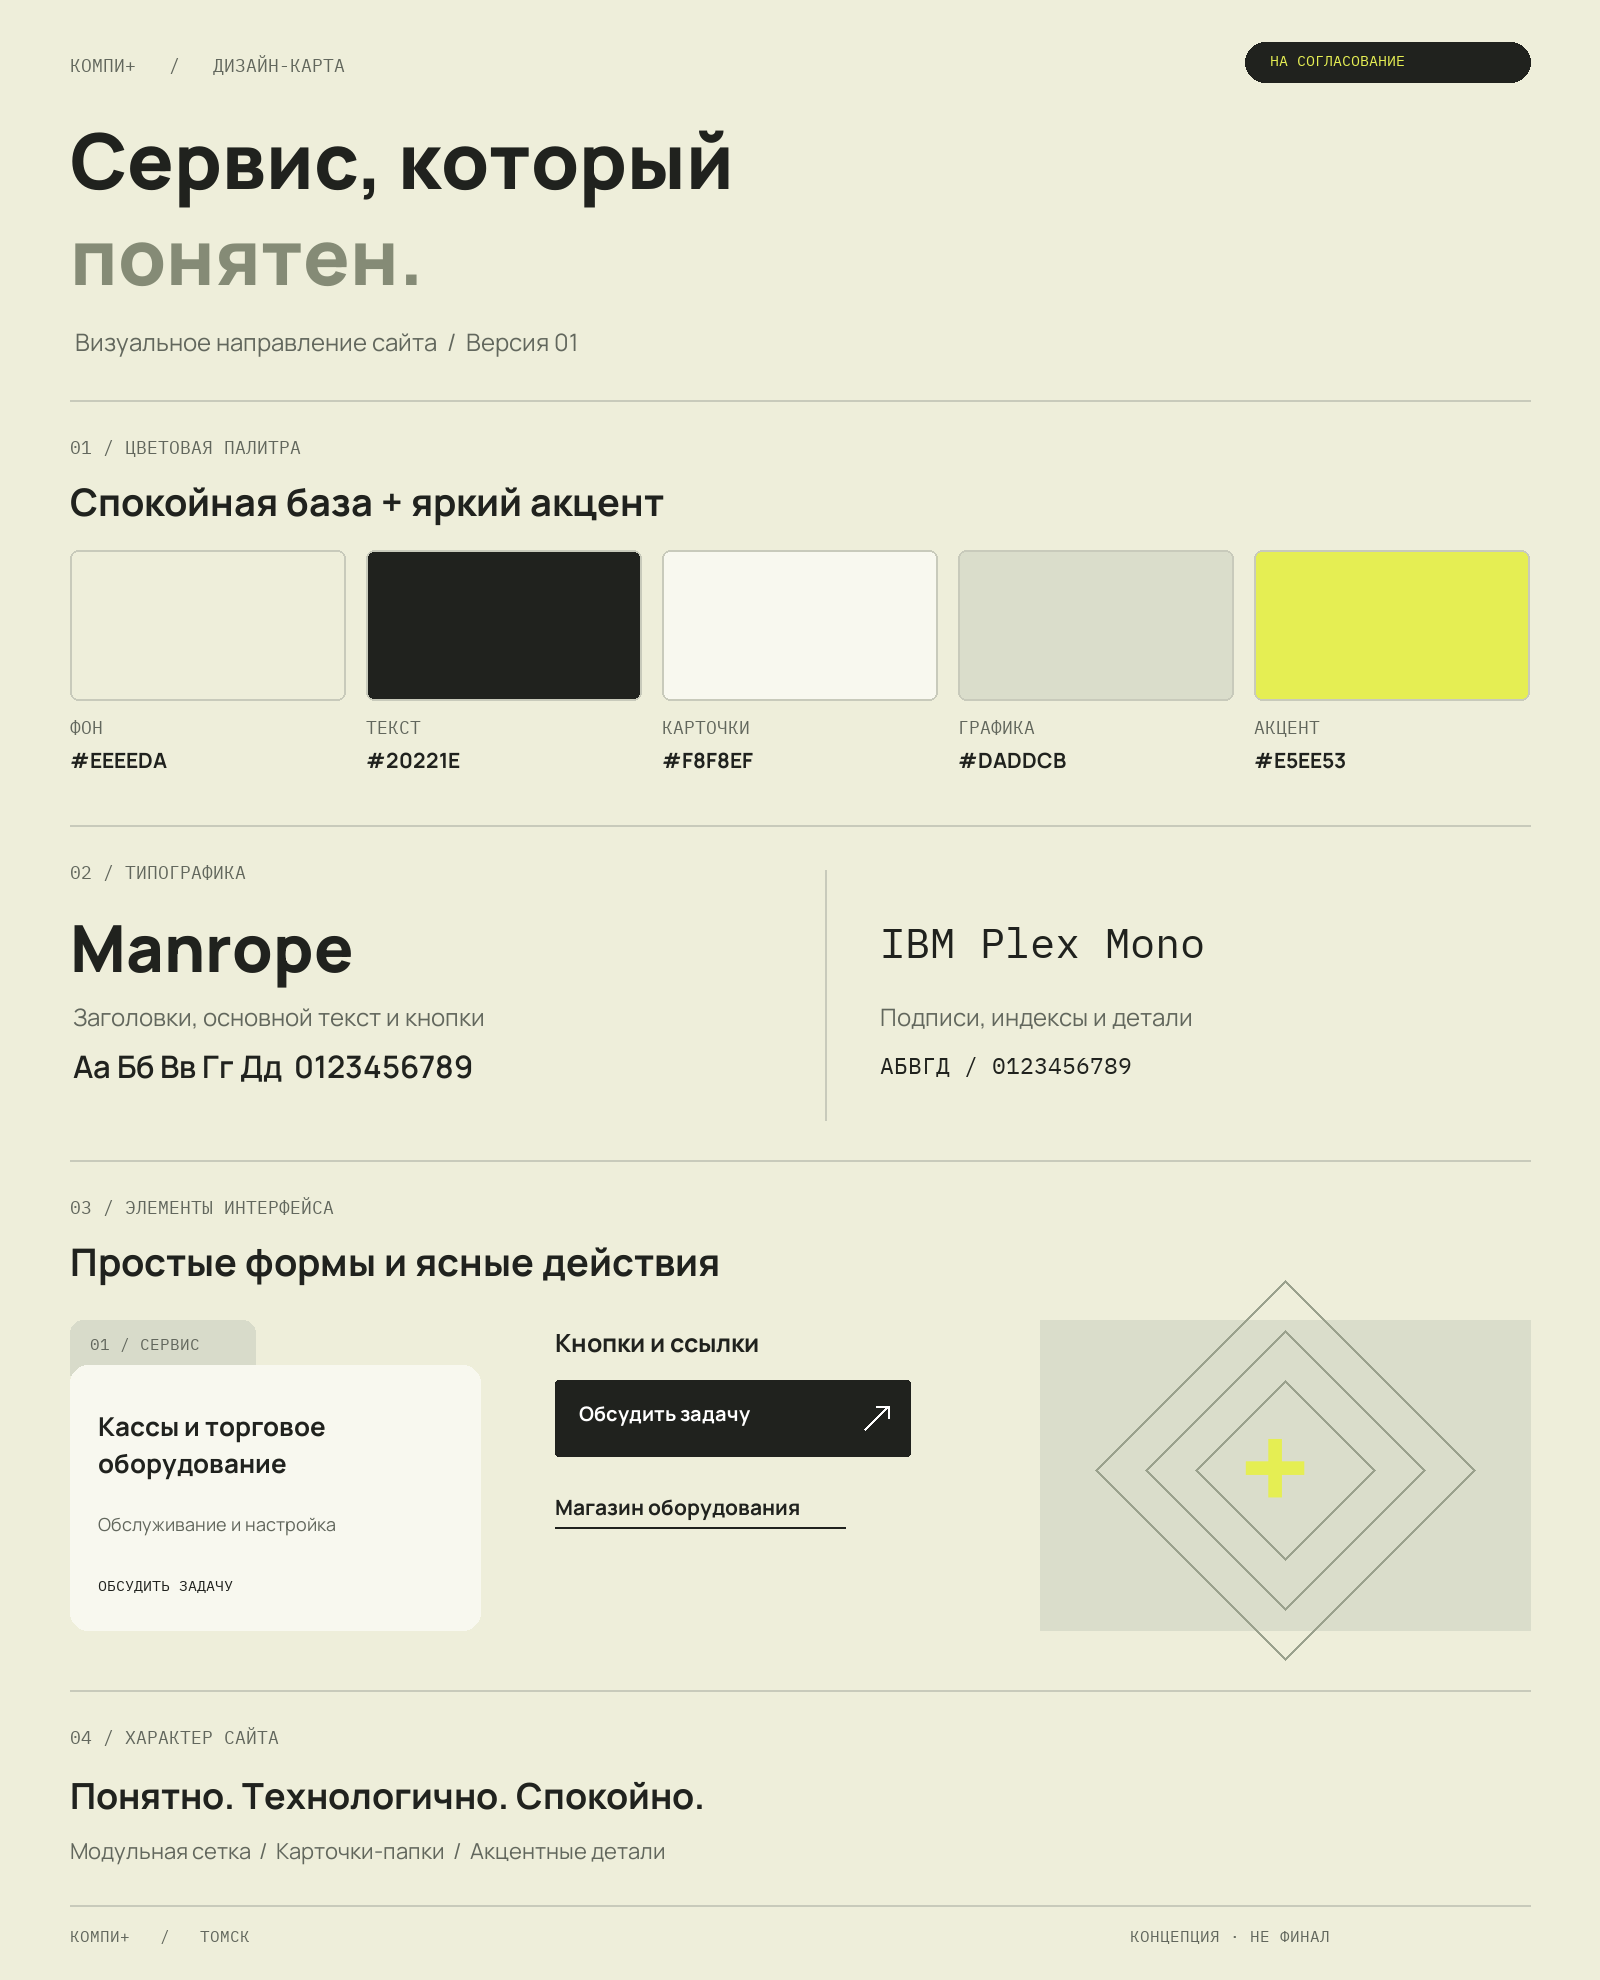 КОМПИ+ / ДИЗАЙН-КАРТА
НА СОГЛАСОВАНИЕ
Сервис, который
понятен.
Визуальное направление сайта / Версия 01
01 / ЦВЕТОВАЯ ПАЛИТРА
Спокойная база + яркий акцент
ФОН
#EEEEDA
ТЕКСТ
#20221E
КАРТОЧКИ
#F8F8EF
ГРАФИКА
#DADDCB
АКЦЕНТ
#E5EE53
02 / ТИПОГРАФИКА
Manrope
Заголовки, основной текст и кнопки
Аа Бб Вв Гг Дд 0123456789
IBM Plex Mono
Подписи, индексы и детали
АБВГД / 0123456789
03 / ЭЛЕМЕНТЫ ИНТЕРФЕЙСА
Простые формы и ясные действия
01 / СЕРВИС
Кассы и торговое
оборудование
Обслуживание и настройка
ОБСУДИТЬ ЗАДАЧУ
Кнопки и ссылки
Обсудить задачу
Магазин оборудования
+
04 / ХАРАКТЕР САЙТА
Понятно. Технологично. Спокойно.
Модульная сетка / Карточки-папки / Акцентные детали
КОМПИ+ / ТОМСК
КОНЦЕПЦИЯ · НЕ ФИНАЛ